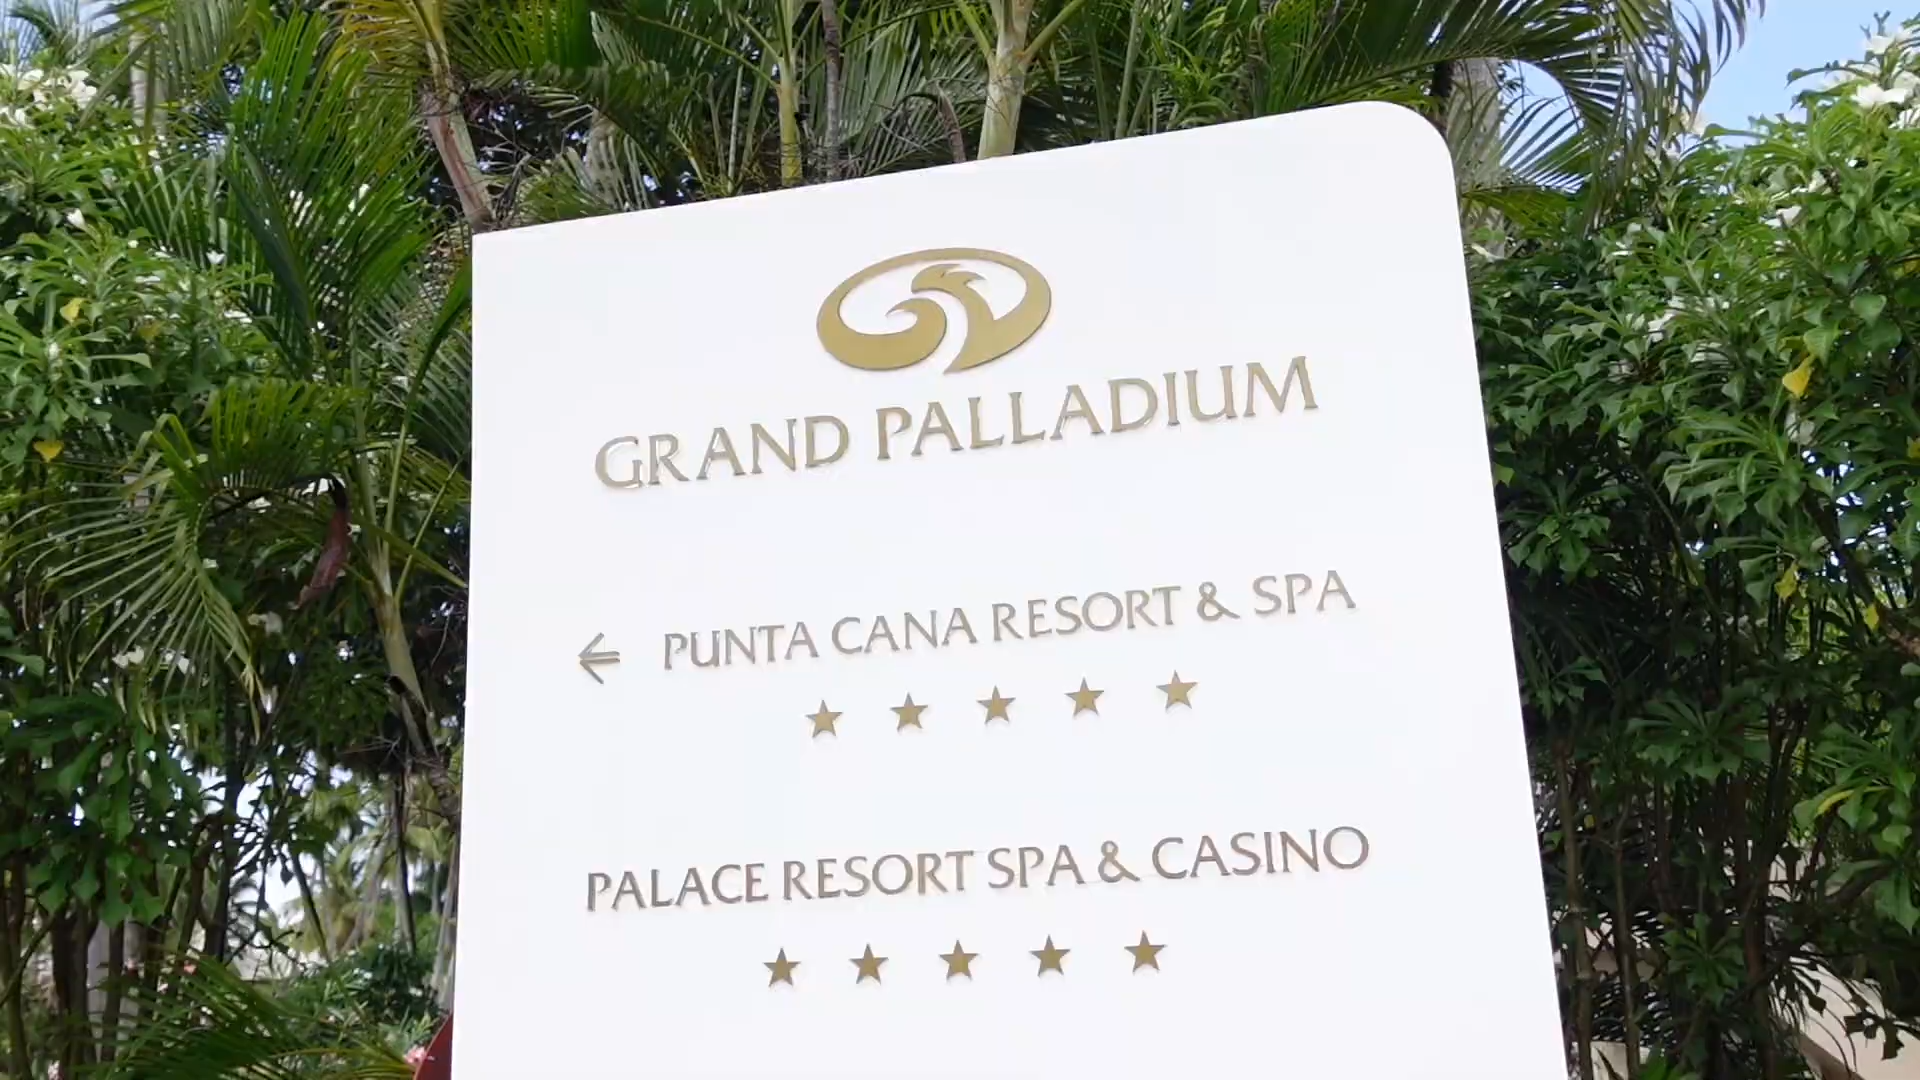 GRAND PALLADIUM
← PUNTA CANA RESORT & SPA
★ ★ ★ ★ ★
PALACE RESORT SPA & CASINO
★ ★ ★ ★ ★